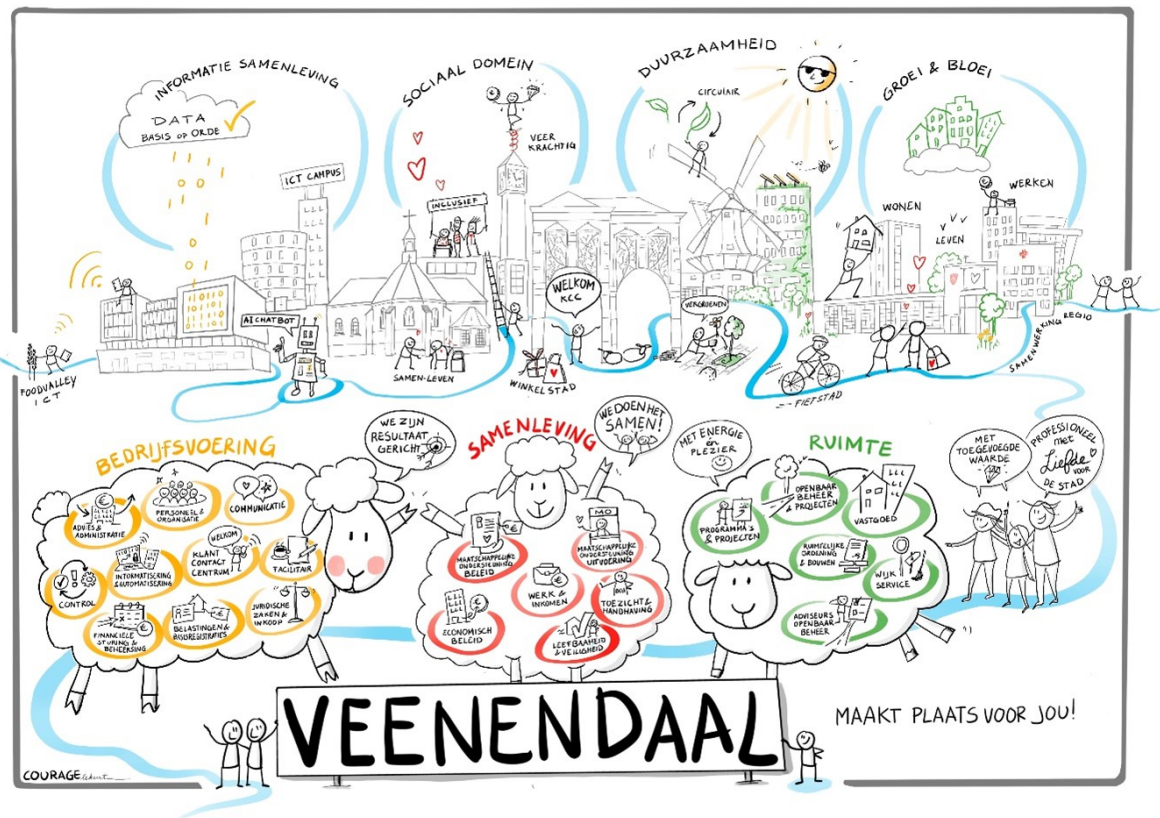 INFORMATIE SAMENLEVING
DATA
BASIS OP ORDE
ICT CAMPUS
AI CHATBOT
FOODVALLEY
ICT
SOCIAAL DOMEIN
VEER
KRACHTIG
INCLUSIEF
SAMEN-LEVEN
WELKOM
KCC
WINKELSTAD
DUURZAAMHEID
CIRCULAIR
VERGROENEN
FIETSTAD
GROEI & BLOEI
WERKEN
WONEN
LEVEN
SAMENWERKING REGIO
BEDRIJFSVOERING
WE ZIJN
RESULTAAT
GERICHT
ADVIES &
ADMINISTRATIE
PERSONEEL &
ORGANISATIE
COMMUNICATIE
INFORMATISERING
& AUTOMATISERING
WELKOM
KLANT
CONTACT
CENTRUM
FACILITAIR
CONTROL
FINANCIELE
STURING &
BEHEERSING
BELASTINGEN &
BASISREGISTRATIES
JURIDISCHE
ZAKEN &
INKOOP
SAMENLEVING
WE DOEN HET
SAMEN!
MAATSCHAPPELIJKE
ONDERSTEUNING
BELEID
MO
MAATSCHAPPELIJKE
ONDERSTEUNING
UITVOERING
WERK &
INKOMEN
TOEZICHT &
HANDHAVING
ECONOMISCH
BELEID
LEEFBAARHEID
& VEILIGHEID
RUIMTE
MET ENERGIE
én
PLEZIER
PROGRAMMA'S
& PROJECTEN
OPENBAAR
BEHEER
& PROJECTEN
VASTGOED
RUIMTELIJKE
ORDENING
& BOUWEN
WIJK
SERVICE
ADVISEURS
OPENBAAR
BEHEER
MET
TOEGEVOEGDE
WAARDE
PROFESSIONEEL
met
Liefde
VOOR
DE STAD
VEENENDAAL
MAAKT PLAATS VOOR JOU!
COURAGE